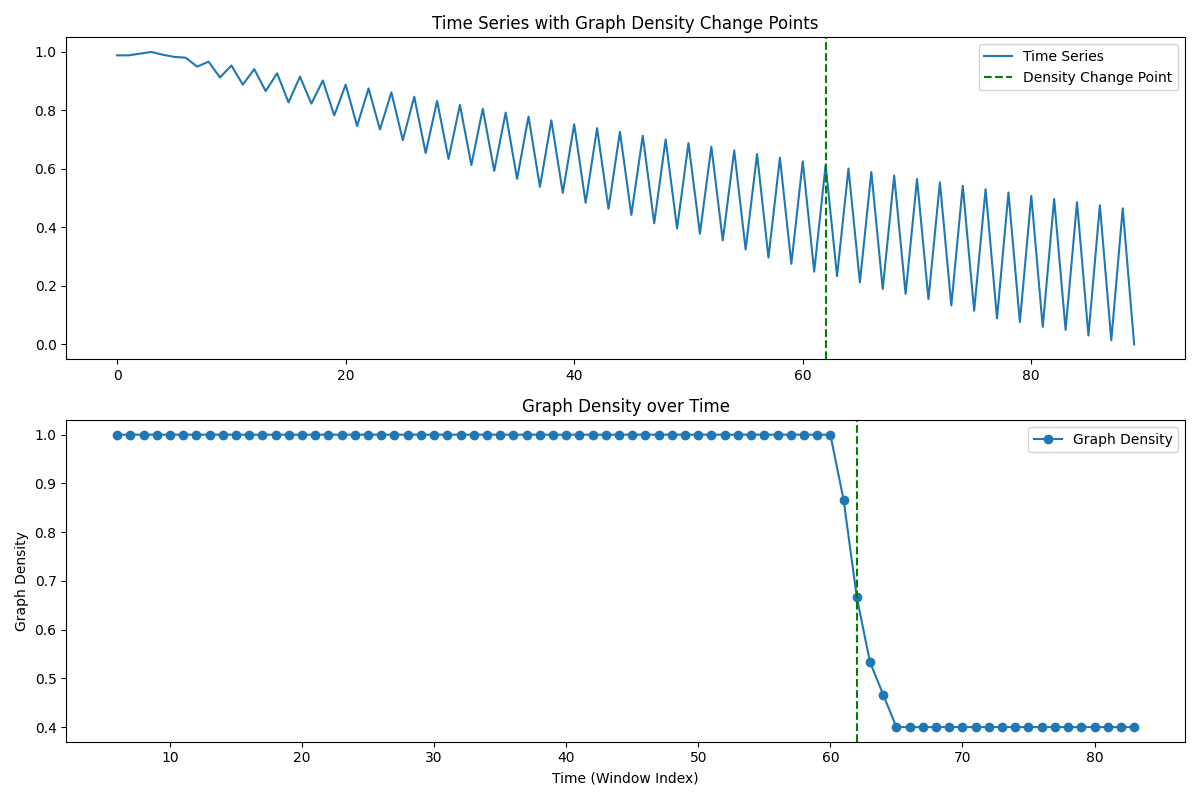 Time Series with Graph Density Change Points
1.0
0.8
0.6
0.4
0.2
0.0
Time Series
Density Change Point
0 20 40 60 80
Graph Density over Time
Graph Density
1.0
0.9
0.8
0.7
0.6
0.5
0.4
Graph Density
10 20 30 40 50 60 70 80
Time (Window Index)